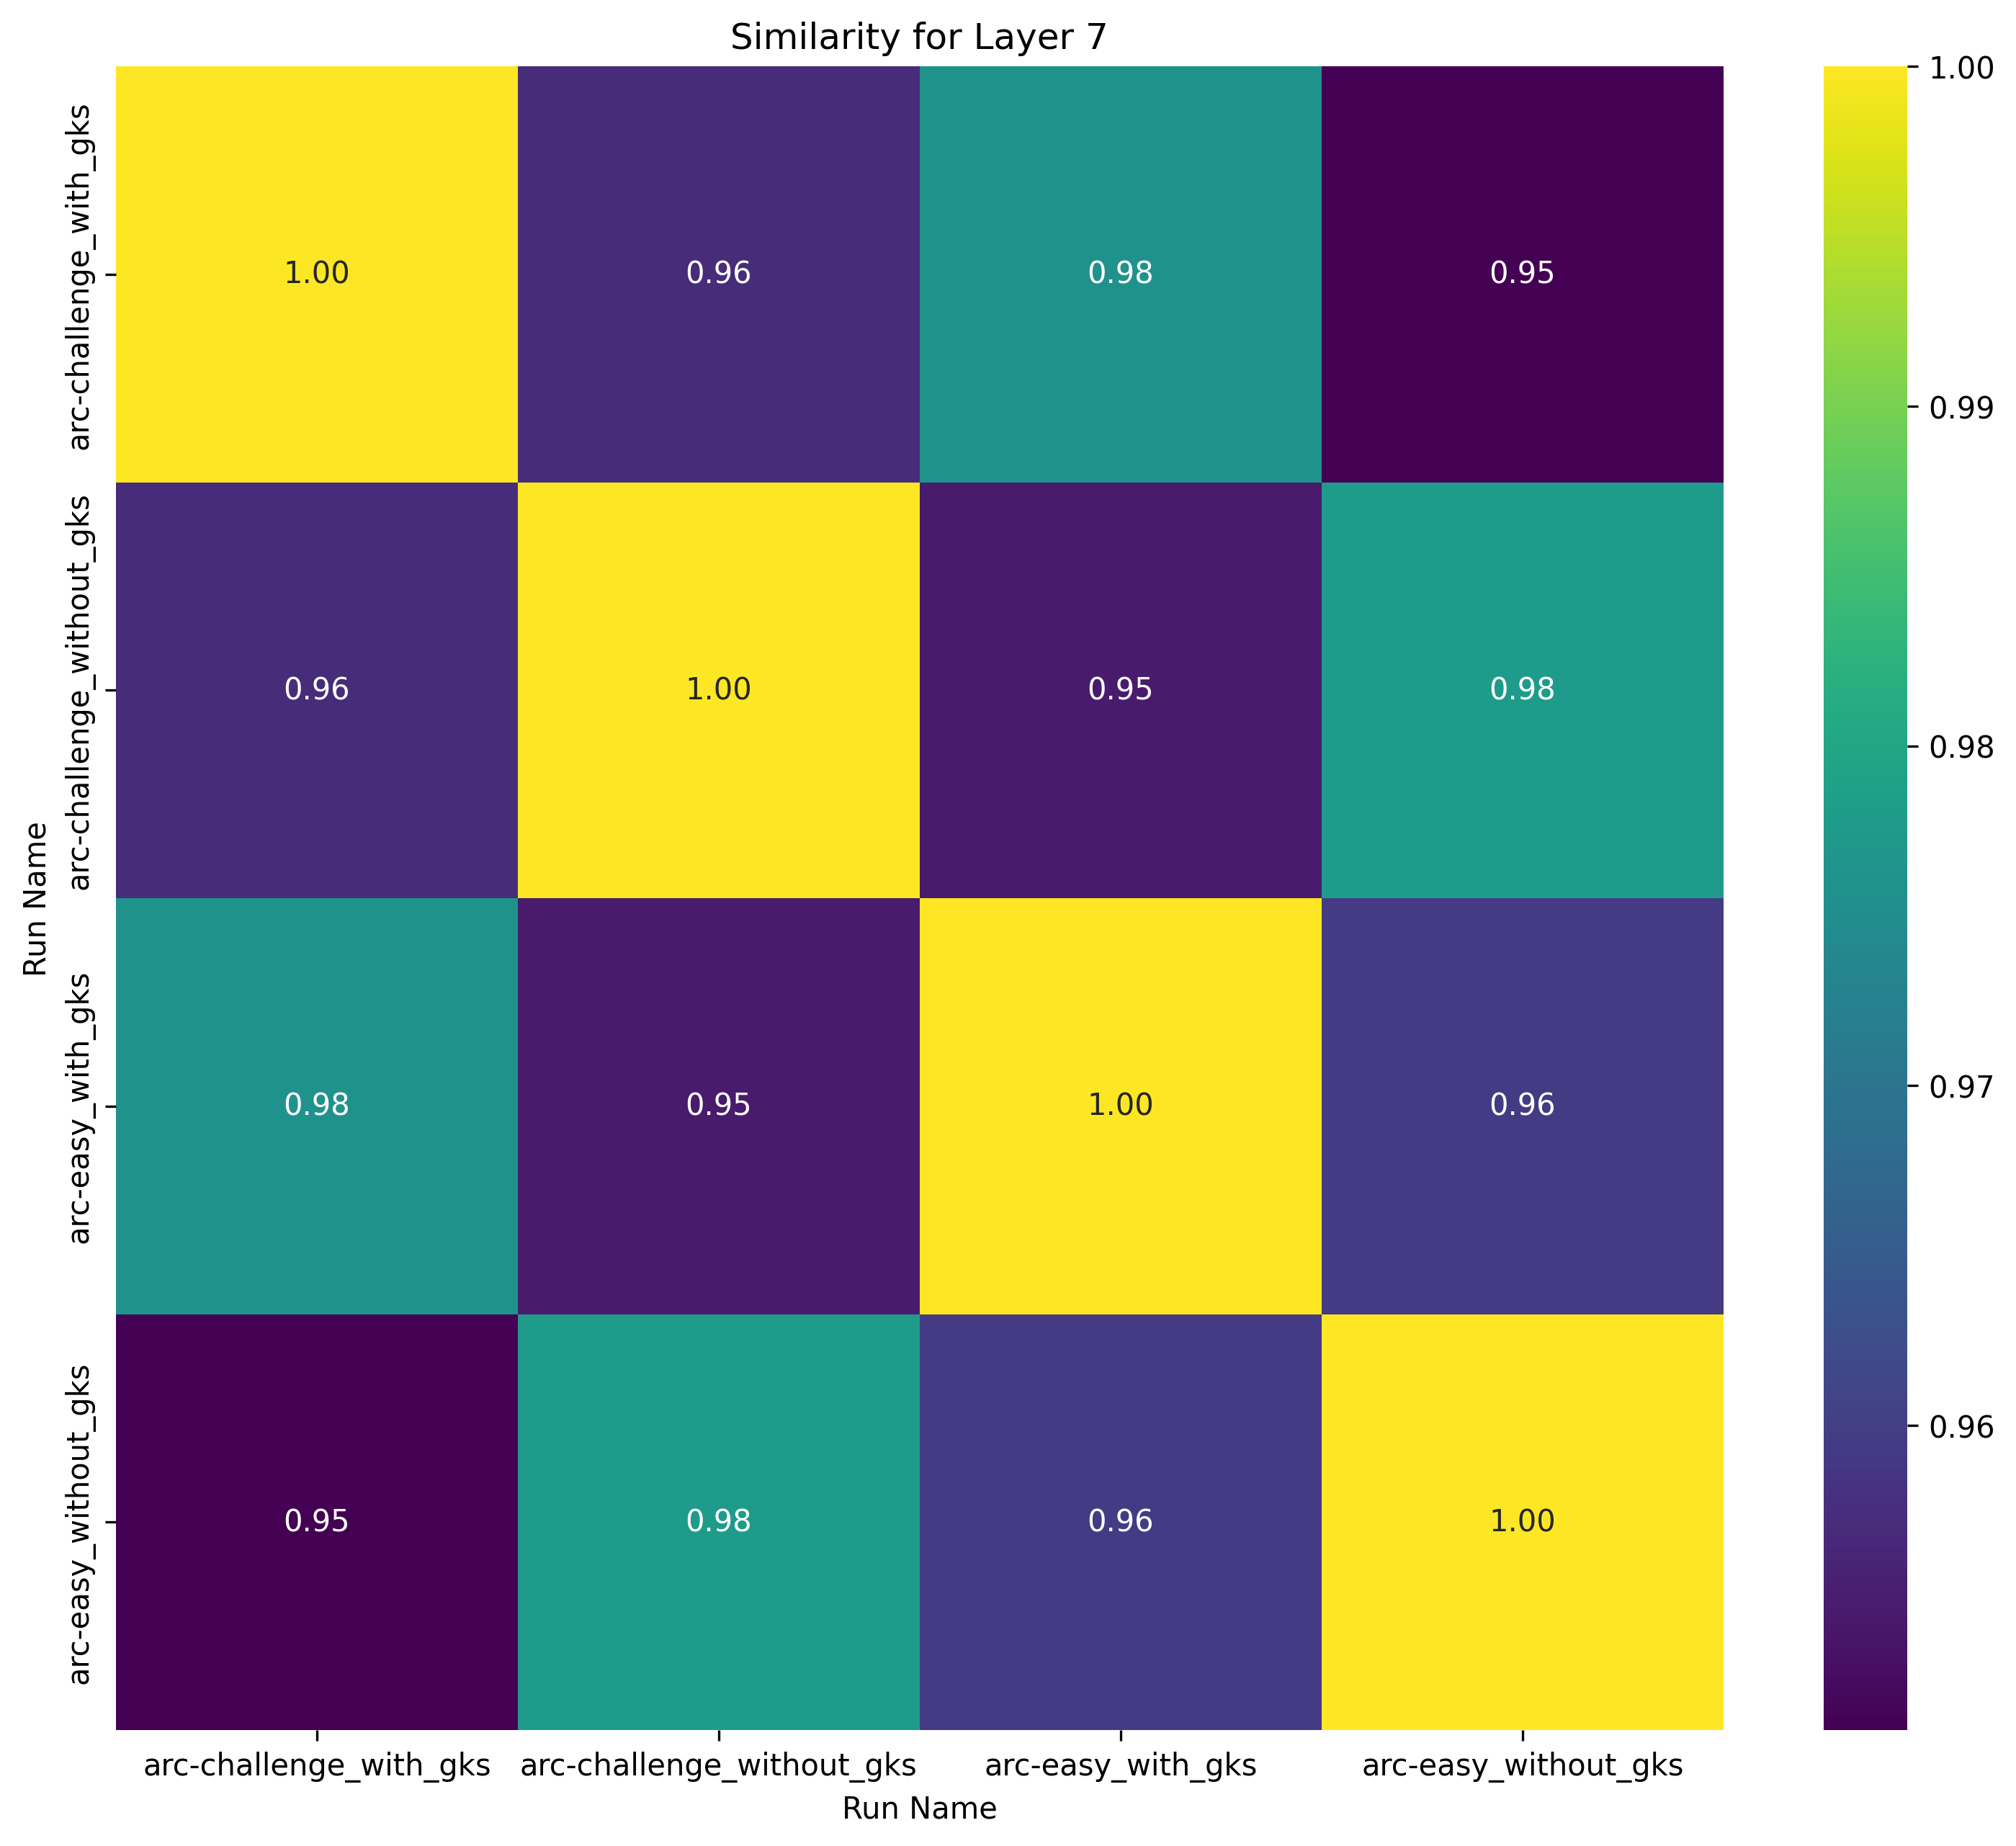 Similarity for Layer 7
Run Name
arc-challenge_with_gks
1.00
0.96
0.98
0.95
arc-challenge_without_gks
0.96
1.00
0.95
0.98
arc-easy_with_gks
0.98
0.95
1.00
0.96
arc-easy_without_gks
0.95
0.98
0.96
1.00
arc-challenge_with_gks
arc-challenge_without_gks
arc-easy_with_gks
arc-easy_without_gks
Run Name
1.00
0.99
0.98
0.97
0.96